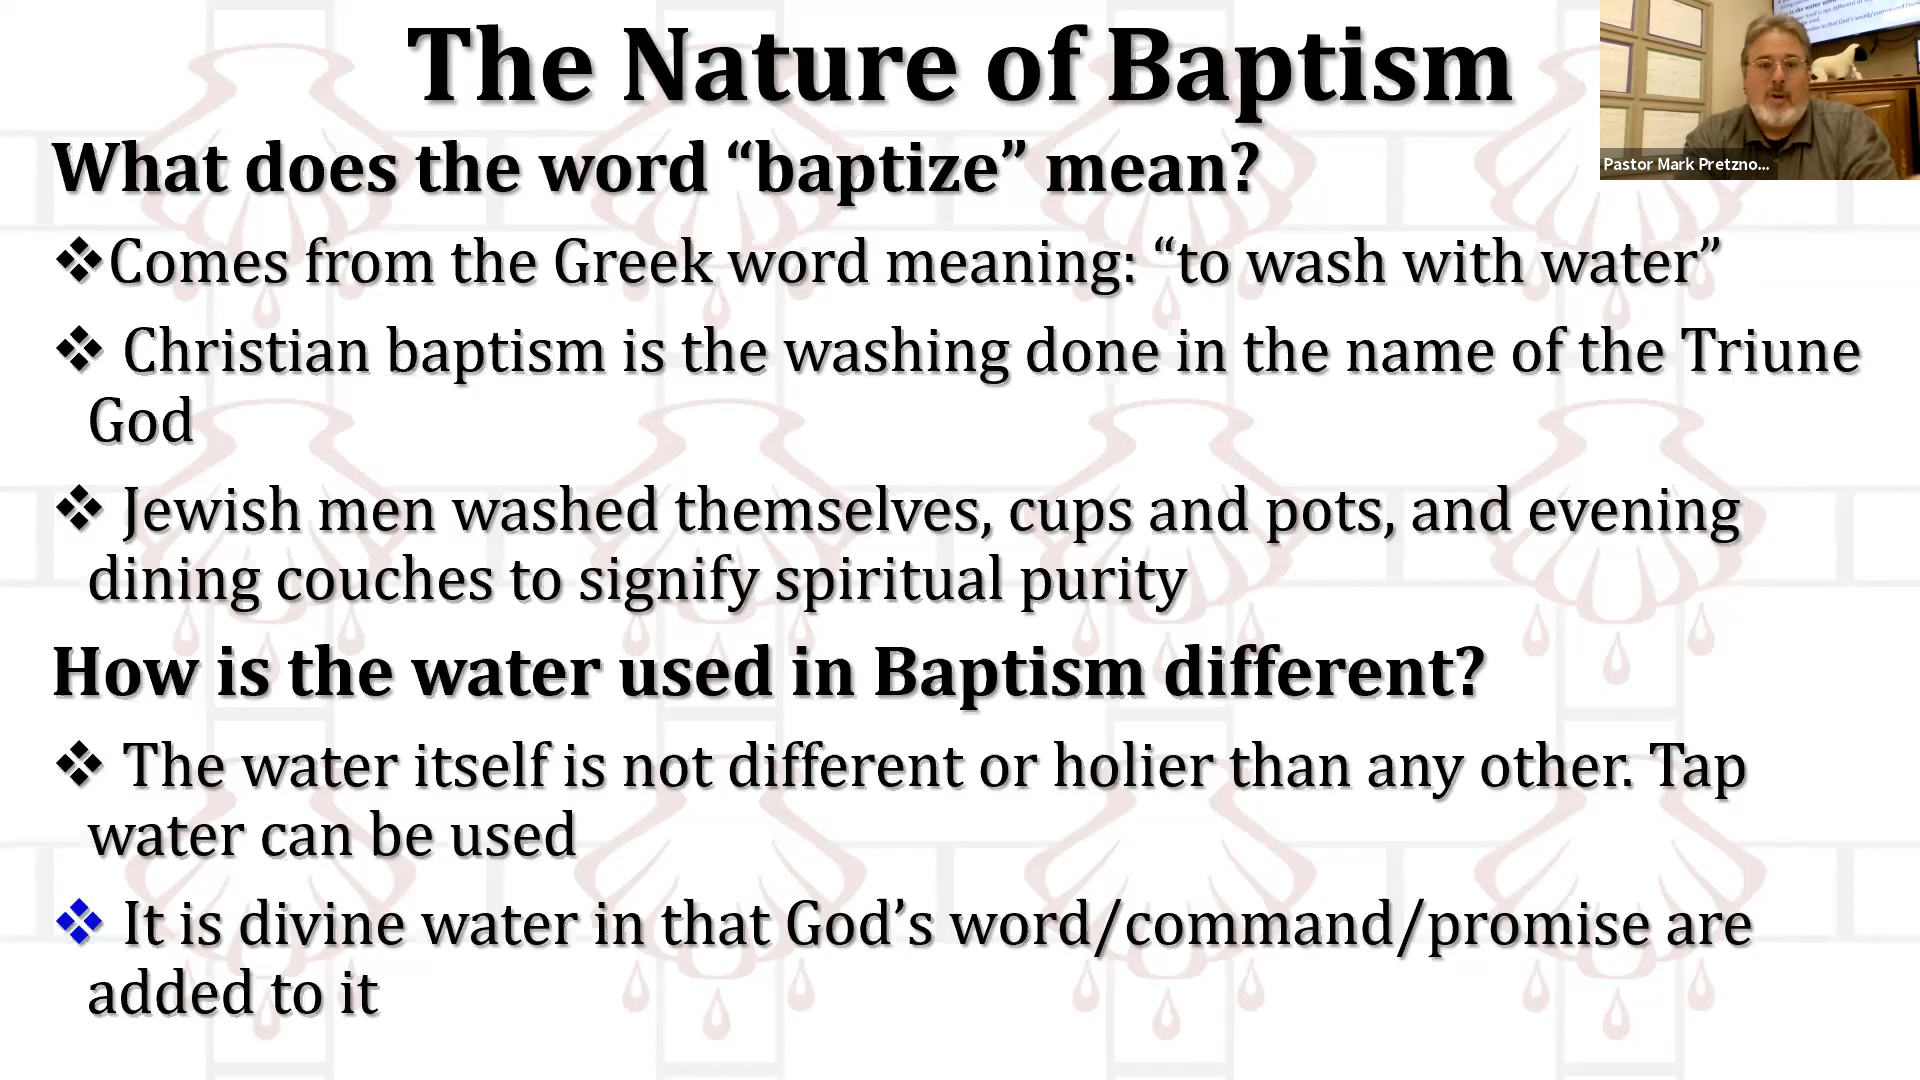 The Nature of Baptism
Pastor Mark Pretzno...
What does the word “baptize” mean?
❖Comes from the Greek word meaning: “to wash with water”
❖ Christian baptism is the washing done in the name of the Triune
God
❖ Jewish men washed themselves, cups and pots, and evening
dining couches to signify spiritual purity
How is the water used in Baptism different?
❖ The water itself is not different or holier than any other. Tap
water can be used
❖ It is divine water in that God’s word/command/promise are
added to it